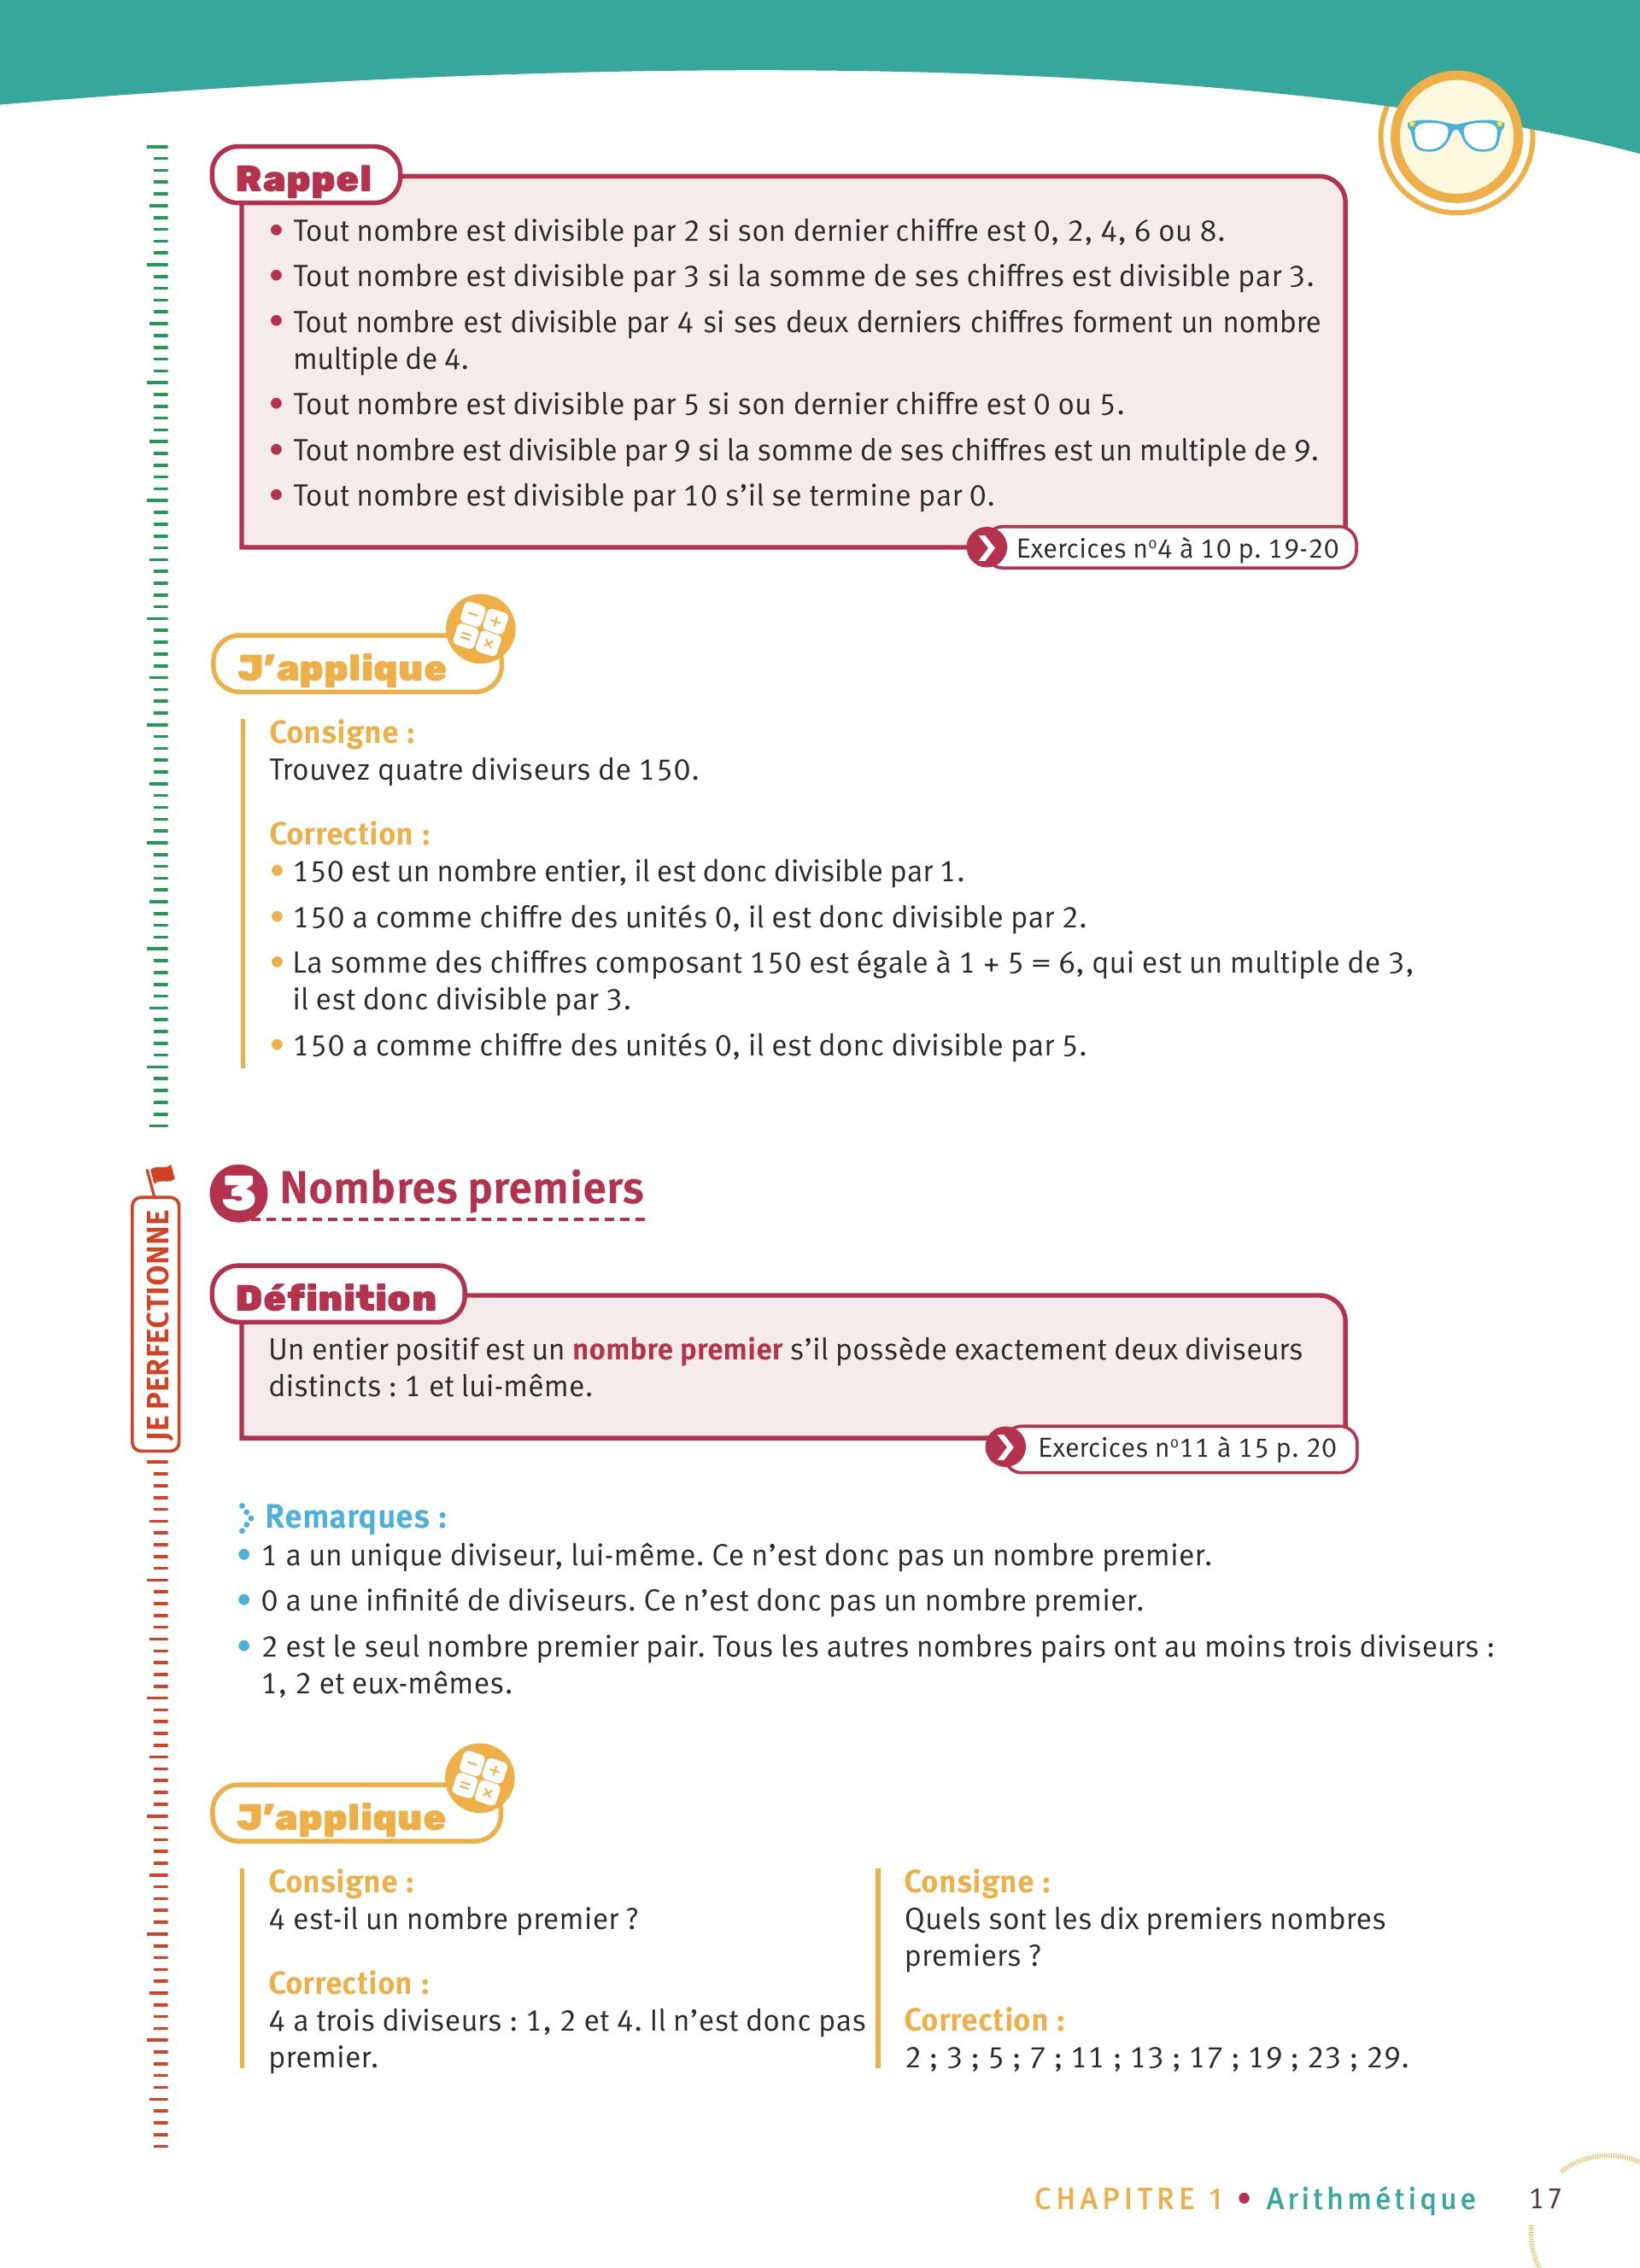 Rappel
• Tout nombre est divisible par 2 si son dernier chiffre est 0, 2, 4, 6 ou 8.
• Tout nombre est divisible par 3 si la somme de ses chiffres est divisible par 3.
• Tout nombre est divisible par 4 si ses deux derniers chiffres forment un nombre
multiple de 4.
• Tout nombre est divisible par 5 si son dernier chiffre est 0 ou 5.
• Tout nombre est divisible par 9 si la somme de ses chiffres est un multiple de 9.
• Tout nombre est divisible par 10 s’il se termine par 0.
Exercices nº4 à 10 p. 19-20
J’applique
Consigne :
Trouvez quatre diviseurs de 150.
Correction :
• 150 est un nombre entier, il est donc divisible par 1.
• 150 a comme chiffre des unités 0, il est donc divisible par 2.
• La somme des chiffres composant 150 est égale à 1 + 5 = 6, qui est un multiple de 3,
il est donc divisible par 3.
• 150 a comme chiffre des unités 0, il est donc divisible par 5.
JE PERFECTIONNE
3 Nombres premiers
Définition
Un entier positif est un nombre premier s’il possède exactement deux diviseurs
distincts : 1 et lui-même.
Exercices nº11 à 15 p. 20
Remarques :
• 1 a un unique diviseur, lui-même. Ce n’est donc pas un nombre premier.
• 0 a une infinité de diviseurs. Ce n’est donc pas un nombre premier.
• 2 est le seul nombre premier pair. Tous les autres nombres pairs ont au moins trois diviseurs :
1, 2 et eux-mêmes.
J’applique
Consigne :
4 est-il un nombre premier ?
Correction :
4 a trois diviseurs : 1, 2 et 4. Il n’est donc pas
premier.
Consigne :
Quels sont les dix premiers nombres
premiers ?
Correction :
2 ; 3 ; 5 ; 7 ; 11 ; 13 ; 17 ; 19 ; 23 ; 29.
CHAPITRE 1 • Arithmétique 17